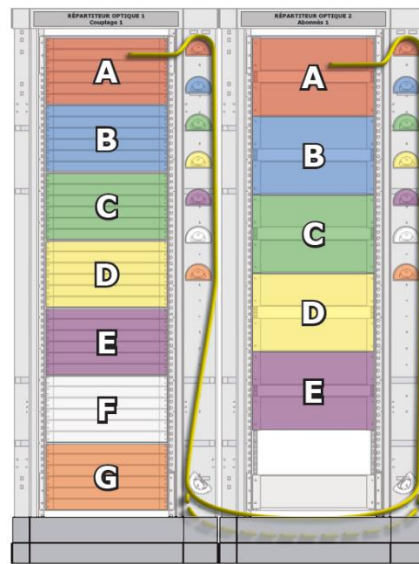 RÉPARTITEUR OPTIQUE 1
Couplage 1
RÉPARTITEUR OPTIQUE 2
Abonnés 1
A
B
C
D
E
F
G
A
B
C
D
E